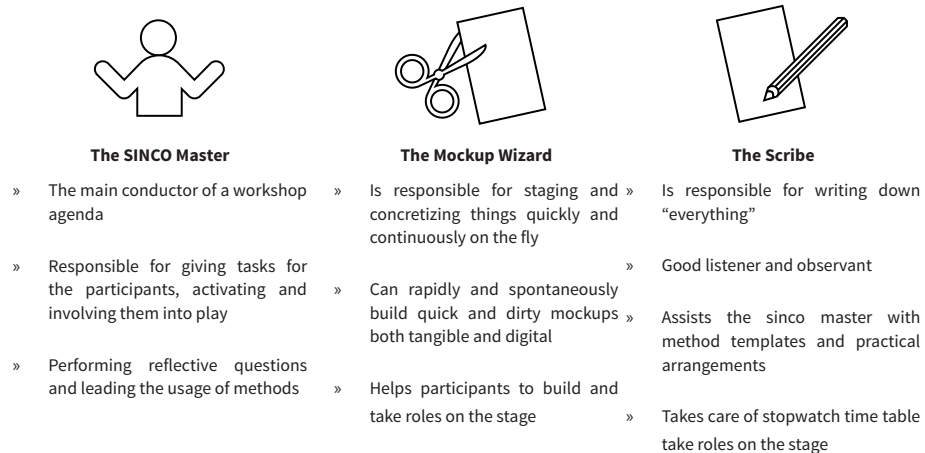 The SINCO Master
» The main conductor of a workshop
agenda
» Responsible for giving tasks for
the participants, activating and
involving them into play
» Performing reflective questions
and leading the usage of methods
The Mockup Wizard
» Is responsible for staging and
concretizing things quickly and
continuously on the fly
» Can rapidly and spontaneously
build quick and dirty mockups
both tangible and digital
» Helps participants to build and
take roles on the stage
The Scribe
» Is responsible for writing down
“everything”
» Good listener and observant
» Assists the sinco master with
method templates and practical
arrangements
» Takes care of stopwatch time table
take roles on the stage